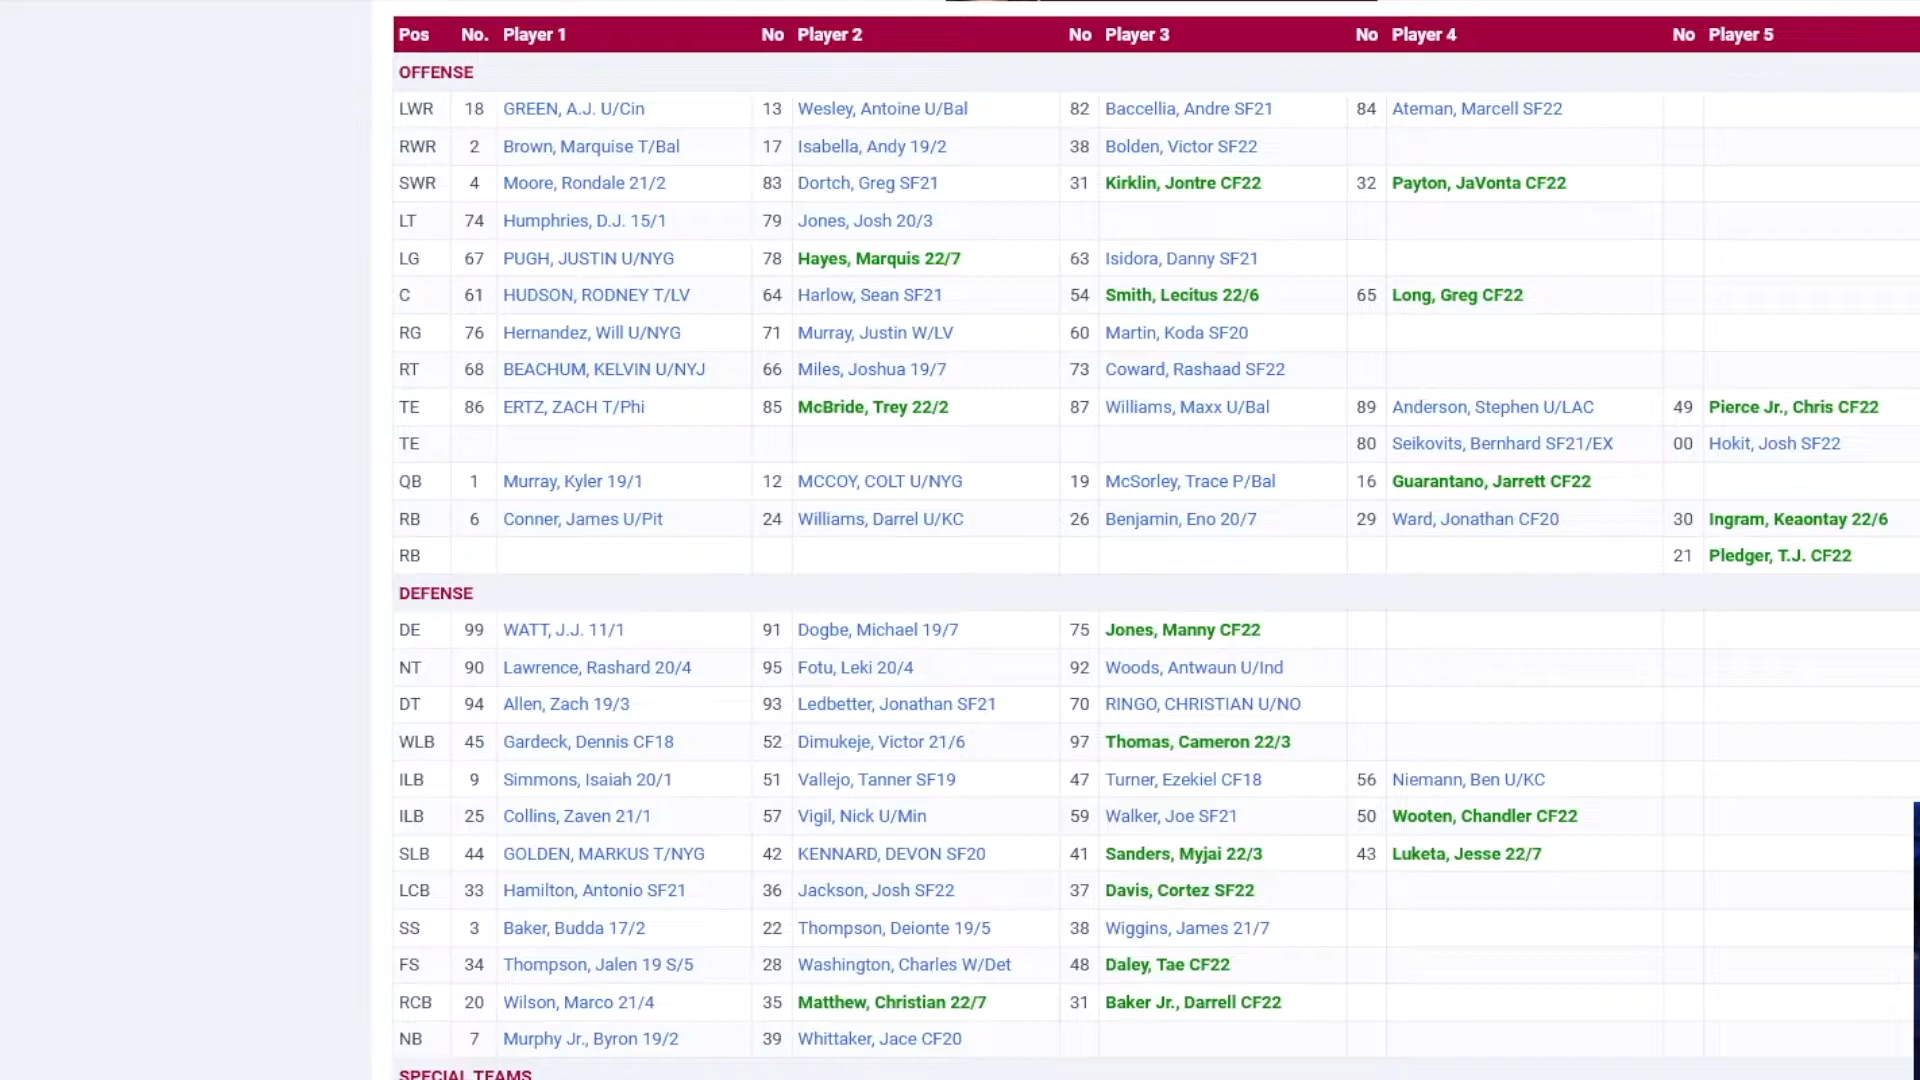 Pos No. Player 1 No Player 2 No Player 3 No Player 4 No Player 5
OFFENSE
LWR 18 GREEN, A.J. U/Cin 13 Wesley, Antoine U/Bal 82 Baccellia, Andre SF21 84 Ateman, Marcell SF22
RWR 2 Brown, Marquise T/Bal 17 Isabella, Andy 19/2 38 Bolden, Victor SF22
SWR 4 Moore, Rondale 21/2 83 Dortch, Greg SF21 31 Kirklin, Jontre CF22 32 Payton, JaVonta CF22
LT 74 Humphries, D.J. 15/1 79 Jones, Josh 20/3
LG 67 PUGH, JUSTIN U/NYG 78 Hayes, Marquis 22/7 63 Isidora, Danny SF21
C 61 HUDSON, RODNEY T/LV 64 Harlow, Sean SF21 54 Smith, Lecitus 22/6 65 Long, Greg CF22
RG 76 Hernandez, Will U/NYG 71 Murray, Justin W/LV 60 Martin, Koda SF20
RT 68 BEACHUM, KELVIN U/NYJ 66 Miles, Joshua 19/7 73 Coward, Rashaad SF22
TE 86 ERTZ, ZACH T/Phi 85 McBride, Trey 22/2 87 Williams, Maxx U/Bal 89 Anderson, Stephen U/LAC 49 Pierce Jr., Chris CF22
TE 80 Seikovits, Bernhard SF21/EX 00 Hokit, Josh SF22
QB 1 Murray, Kyler 19/1 12 MCCOY, COLT U/NYG 19 McSorley, Trace P/Bal 16 Guarantano, Jarrett CF22
RB 6 Conner, James U/Pit 24 Williams, Darrel U/KC 26 Benjamin, Eno 20/7 29 Ward, Jonathan CF20 30 Ingram, Keaontay 22/6
RB 21 Pledger, T.J. CF22
DEFENSE
DE 99 WATT, J.J. 11/1 91 Dogbe, Michael 19/7 75 Jones, Manny CF22
NT 90 Lawrence, Rashard 20/4 95 Fotu, Leki 20/4 92 Woods, Antwaun U/Ind
DT 94 Allen, Zach 19/3 93 Ledbetter, Jonathan SF21 70 RINGO, CHRISTIAN U/NO
WLB 45 Gardeck, Dennis CF18 52 Dimukeje, Victor 21/6 97 Thomas, Cameron 22/3
ILB 9 Simmons, Isaiah 20/1 51 Vallejo, Tanner SF19 47 Turner, Ezekiel CF18 56 Niemann, Ben U/KC
ILB 25 Collins, Zaven 21/1 57 Vigil, Nick U/Min 59 Walker, Joe SF21 50 Wooten, Chandler CF22
SLB 44 GOLDEN, MARKUS T/NYG 42 KENNARD, DEVON SF20 41 Sanders, Myjai 22/3 43 Luketa, Jesse 22/7
LCB 33 Hamilton, Antonio SF21 36 Jackson, Josh SF22 37 Davis, Cortez SF22
SS 3 Baker, Budda 17/2 22 Thompson, Deionte 19/5 38 Wiggins, James 21/7
FS 34 Thompson, Jalen 19 S/5 28 Washington, Charles W/Det 48 Daley, Tae CF22
RCB 20 Wilson, Marco 21/4 35 Matthew, Christian 22/7 31 Baker Jr., Darrell CF22
NB 7 Murphy Jr., Byron 19/2 39 Whittaker, Jace CF20
SPECIAL TEAMS